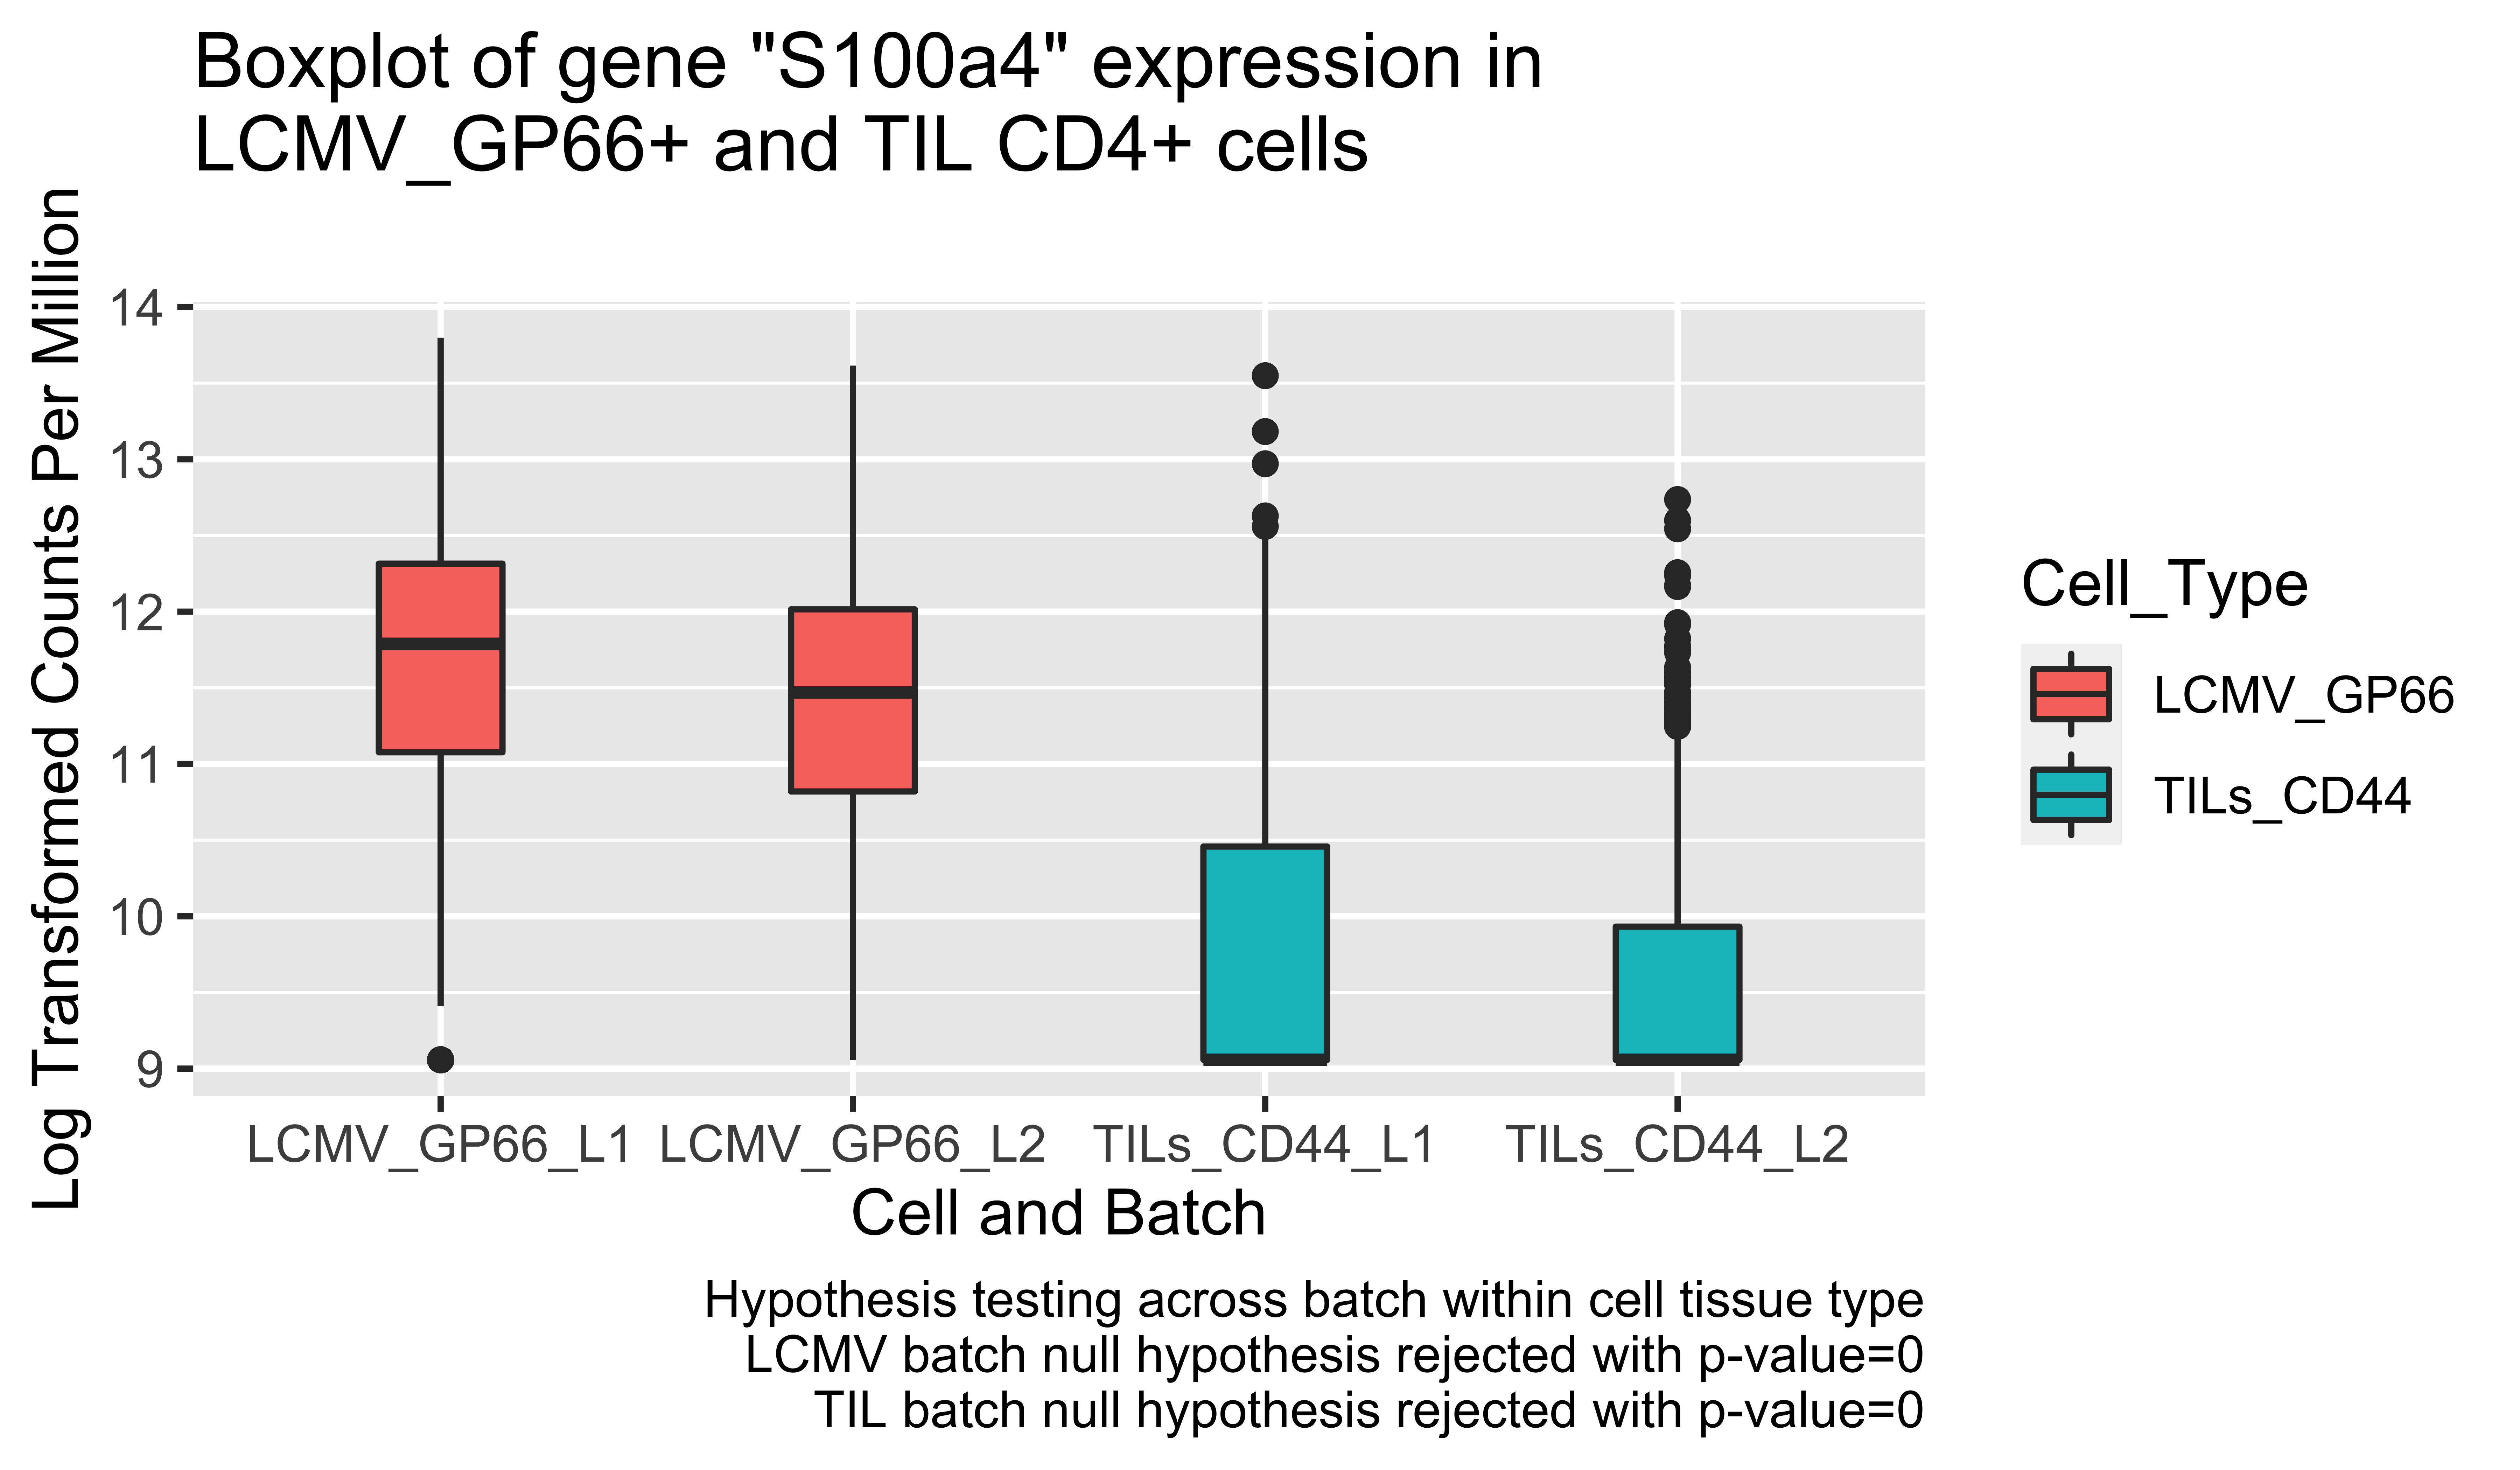 Boxplot of gene "S100a4" expression in
LCMV_GP66+ and TIL CD4+ cells
Log Transformed Counts Per Million
14
13
12
11
10
9
LCMV_GP66_L1
LCMV_GP66_L2
TILs_CD44_L1
TILs_CD44_L2
Cell and Batch
Cell_Type
LCMV_GP66
TILs_CD44
Hypothesis testing across batch within cell tissue type
LCMV batch null hypothesis rejected with p-value=0
TIL batch null hypothesis rejected with p-value=0